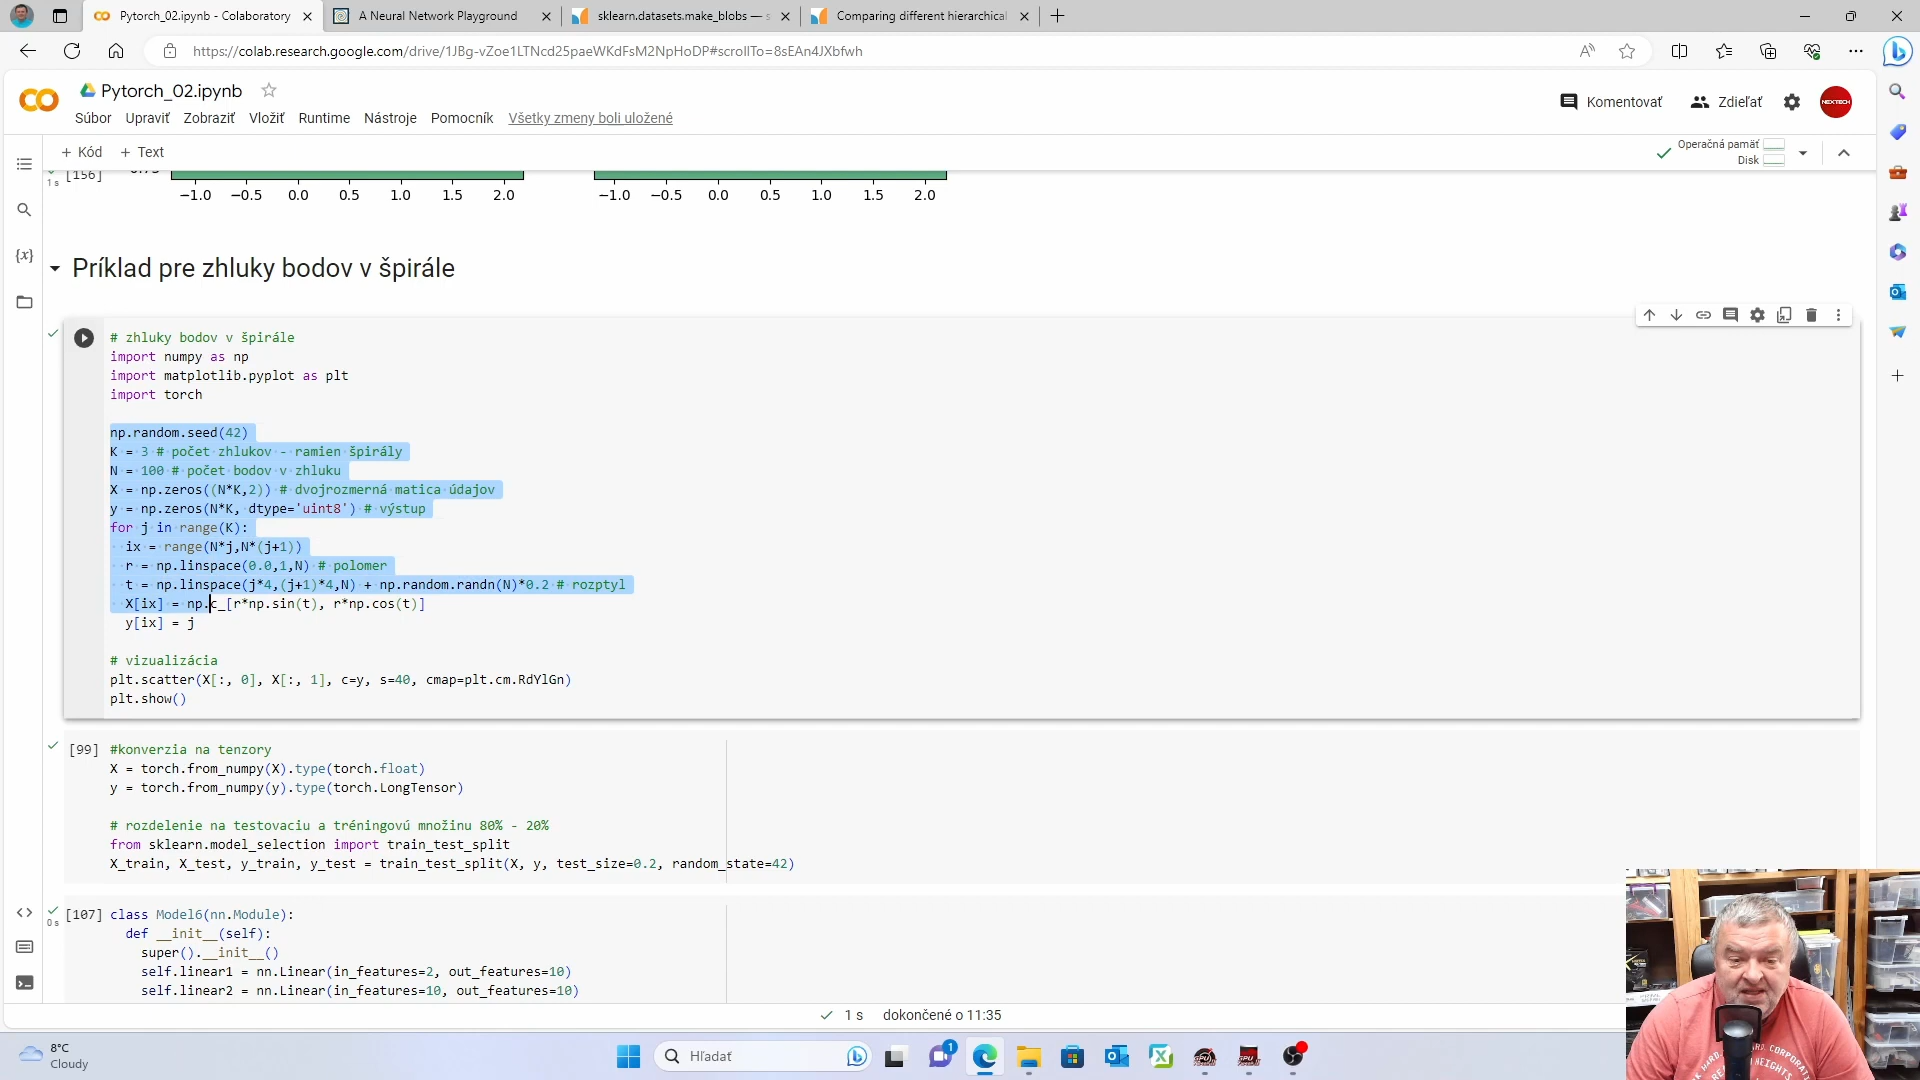 Pytorch_02.ipynb - Colaboratory
A Neural Network Playground
sklearn.datasets.make_blobs — s
Comparing different hierarchical
https://colab.research.google.com/drive/1JBg-vZoe1LTNcd25paeWKdFsM2NpHoDP#scrollTo=8sEAn4JXbfwh
Pytorch_02.ipynb
Komentovať
Zdieľať
NEXTECH
Súbor Upraviť Zobraziť Vložiť Runtime Nástroje Pomocník Všetky zmeny boli uložené
+ Kód + Text
Operačná pamäť
Disk
1 s
[156]
−1.0 −0.5 0.0 0.5 1.0 1.5 2.0
−1.0 −0.5 0.0 0.5 1.0 1.5 2.0
Príklad pre zhluky bodov v špirále
# zhluky bodov v špirále
import numpy as np
import matplotlib.pyplot as plt
import torch
np.random.seed(42)
K = 3 # počet zhlukov - ramien špirály
N = 100 # počet bodov v zhluku
X = np.zeros((N*K,2)) # dvojrozmerná matica údajov
y = np.zeros(N*K, dtype='uint8') # výstup
for j in range(K):
ix = range(N*j,N*(j+1))
r = np.linspace(0.0,1,N) # polomer
t = np.linspace(j*4,(j+1)*4,N) + np.random.randn(N)*0.2 # rozptyl
X[ix] = np.c_[r*np.sin(t), r*np.cos(t)]
y[ix] = j
# vizualizácia
plt.scatter(X[:, 0], X[:, 1], c=y, s=40, cmap=plt.cm.RdYlGn)
plt.show()
[99] #konverzia na tenzory
X = torch.from_numpy(X).type(torch.float)
y = torch.from_numpy(y).type(torch.LongTensor)
# rozdelenie na testovaciu a tréningovú množinu 80% - 20%
from sklearn.model_selection import train_test_split
X_train, X_test, y_train, y_test = train_test_split(X, y, test_size=0.2, random_state=42)
0 s
[107] class Model6(nn.Module):
def __init__(self):
super().__init__()
self.linear1 = nn.Linear(in_features=2, out_features=10)
self.linear2 = nn.Linear(in_features=10, out_features=10)
1 s dokončené o 11:35
8°C
Cloudy
Hľadať
1